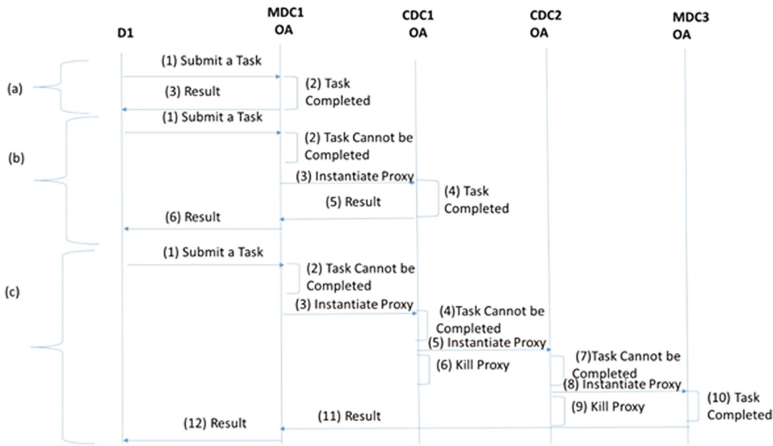 D1
MDC1
OA
CDC1
OA
CDC2
OA
MDC3
OA
(a)
(1) Submit a Task
(2) Task
Completed
(3) Result
(b)
(1) Submit a Task
(2) Task Cannot be
Completed
(3) Instantiate Proxy
(4) Task
Completed
(5) Result
(6) Result
(c)
(1) Submit a Task
(2) Task Cannot be
Completed
(3) Instantiate Proxy
(4)Task Cannot be
Completed
(5) Instantiate Proxy
(6) Kill Proxy
(7)Task Cannot be
Completed
(8) Instantiate Proxy
(9) Kill Proxy
(10) Task
Completed
(11) Result
(12) Result